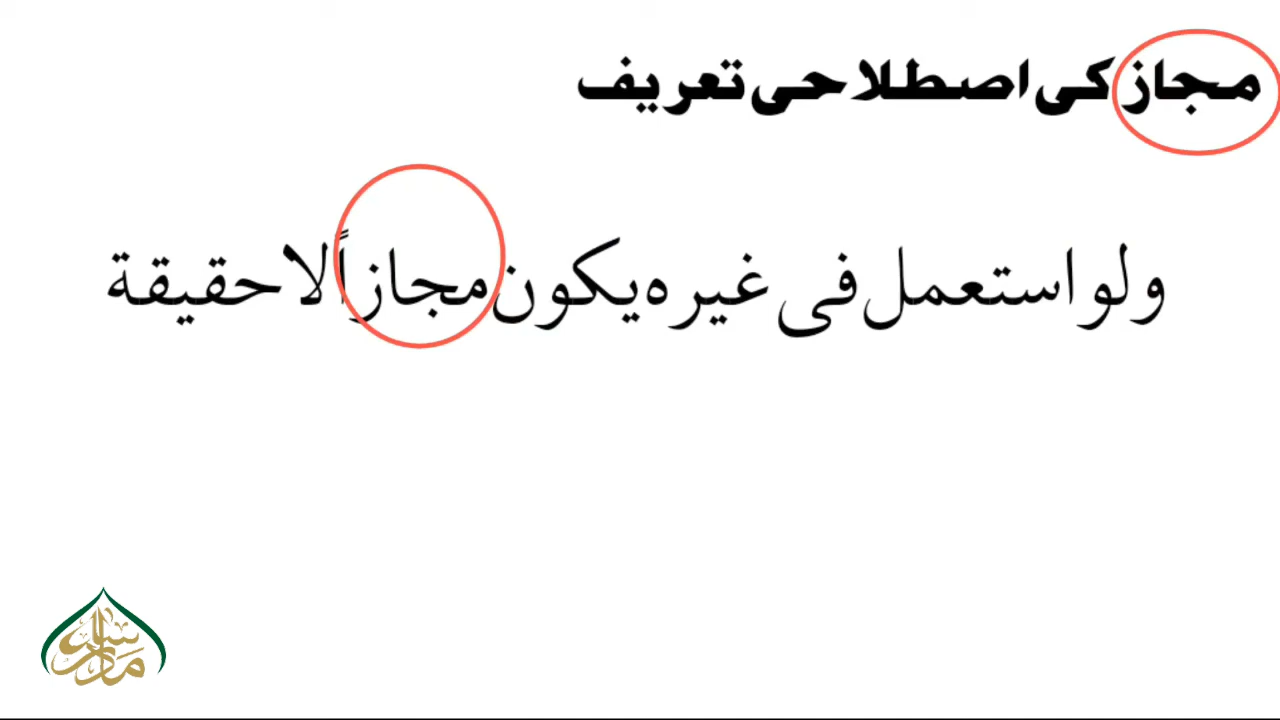 مجاز کی اصطلاحی تعریف
ولو استعمل فی غیرہ یکون مجازاً لا حقیقة